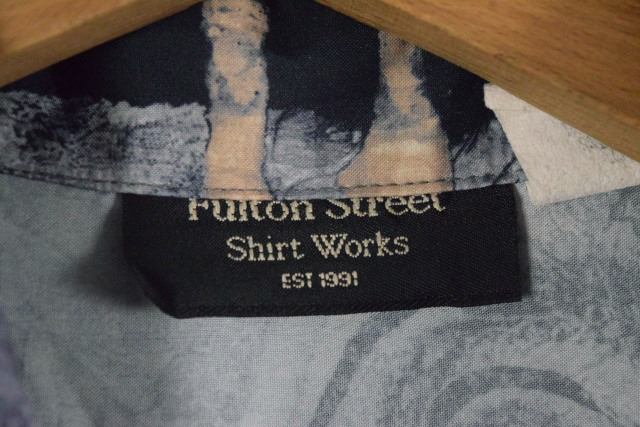 Fulton Street
Shirt Works
EST 1991